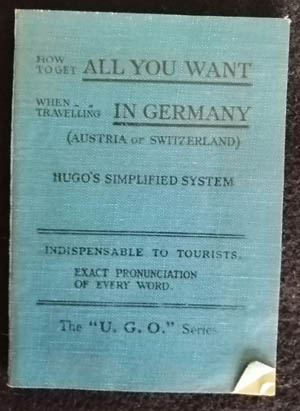 HOW TO GET ALL YOU WANT
WHEN TRAVELLING IN GERMANY
(AUSTRIA or SWITZERLAND)
HUGO'S SIMPLIFIED SYSTEM
INDISPENSABLE TO TOURISTS.
EXACT PRONUNCIATION
OF EVERY WORD.
The "U. G. O." Series